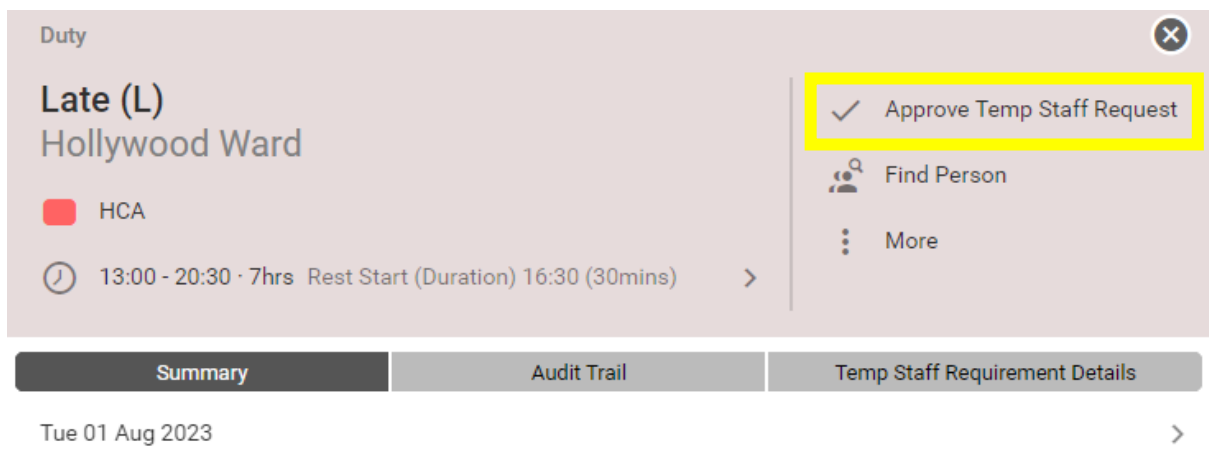 Duty
Late (L)
Hollywood Ward
HCA
13:00 - 20:30 · 7hrs Rest Start (Duration) 16:30 (30mins)
Approve Temp Staff Request
Find Person
More
Summary
Audit Trail
Temp Staff Requirement Details
Tue 01 Aug 2023